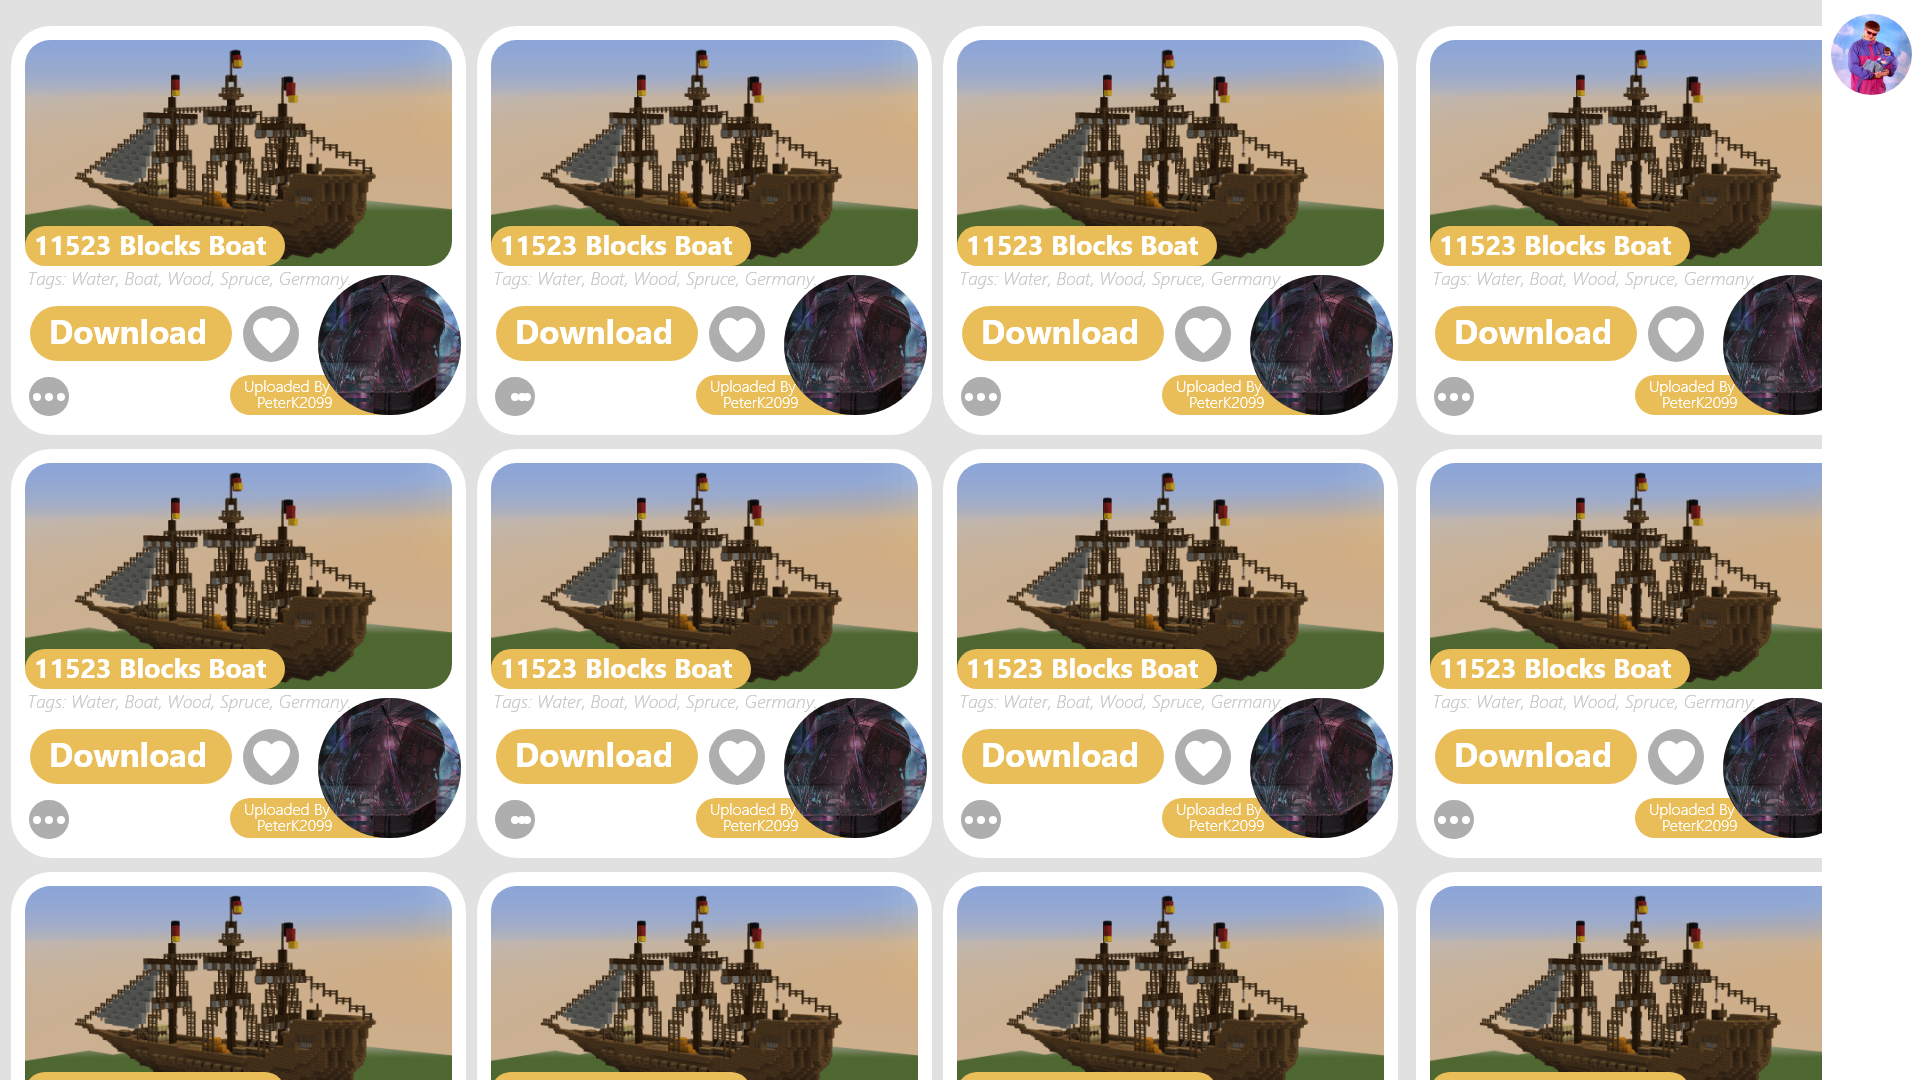 11523 Blocks Boat
Tags: Water, Boat, Wood, Spruce, Germany.
Download
Uploaded By
PeterK2099
11523 Blocks Boat
Tags: Water, Boat, Wood, Spruce, Germany.
Download
Uploaded By
PeterK2099
11523 Blocks Boat
Tags: Water, Boat, Wood, Spruce, Germany.
Download
Uploaded By
PeterK2099
11523 Blocks Boat
Tags: Water, Boat, Wood, Spruce, Germany.
Download
Uploaded By
PeterK2099
11523 Blocks Boat
Tags: Water, Boat, Wood, Spruce, Germany.
Download
Uploaded By
PeterK2099
11523 Blocks Boat
Tags: Water, Boat, Wood, Spruce, Germany.
Download
Uploaded By
PeterK2099
11523 Blocks Boat
Tags: Water, Boat, Wood, Spruce, Germany.
Download
Uploaded By
PeterK2099
11523 Blocks Boat
Tags: Water, Boat, Wood, Spruce, Germany.
Download
Uploaded By
PeterK2099